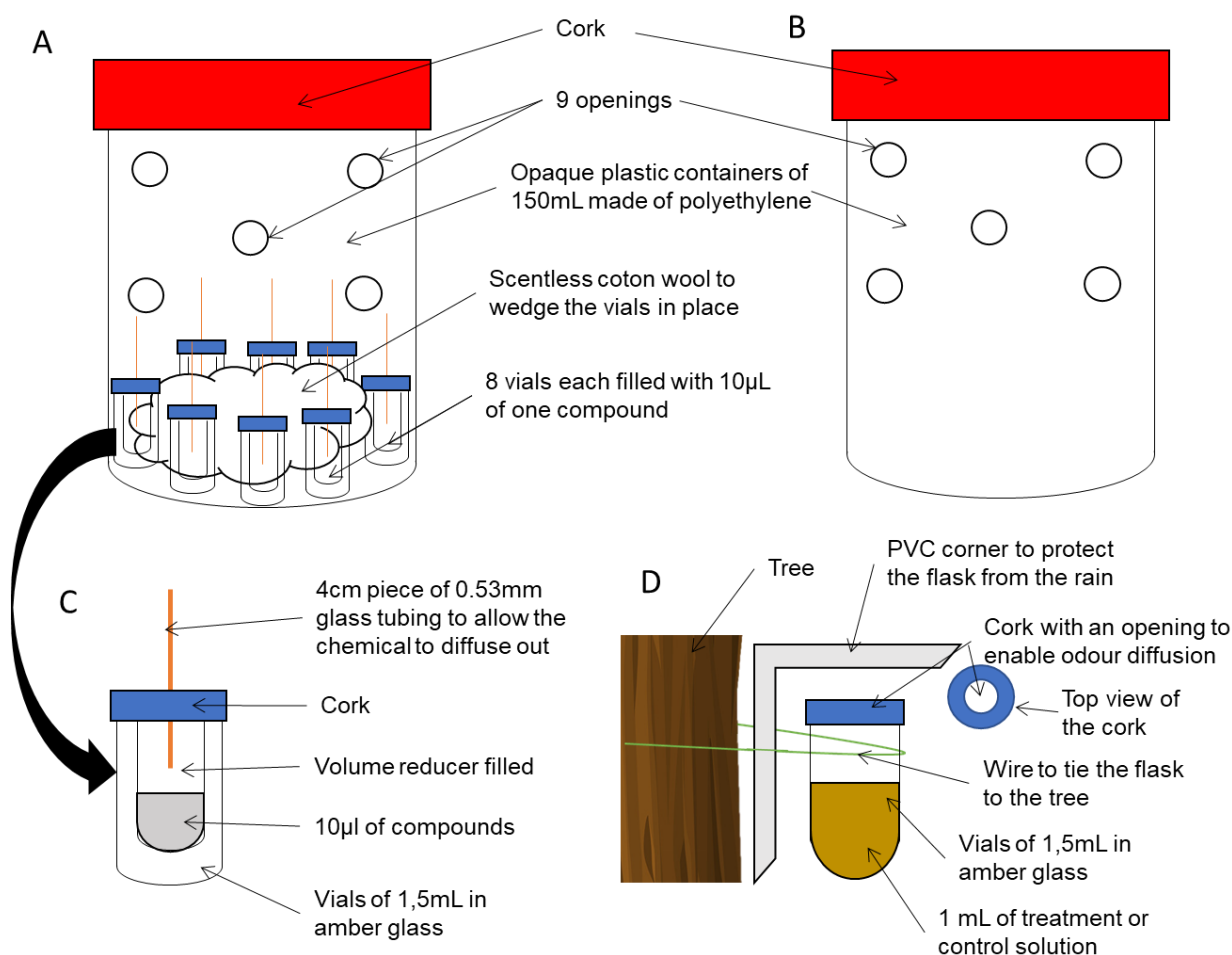 A
Cork
B
9 openings
Opaque plastic containers of
150mL made of polyethylene
Scentless coton wool to
wedge the vials in place
8 vials each filled with 10µL
of one compound
C
4cm piece of 0.53mm
glass tubing to allow the
chemical to diffuse out
Cork
Volume reducer filled
10µl of compounds
Vials of 1,5mL in
amber glass
D
Tree
PVC corner to protect
the flask from the rain
Cork with an opening to
enable odour diffusion
Top view of
the cork
Wire to tie the flask
to the tree
Vials of 1,5mL in
amber glass
1 mL of treatment or
control solution